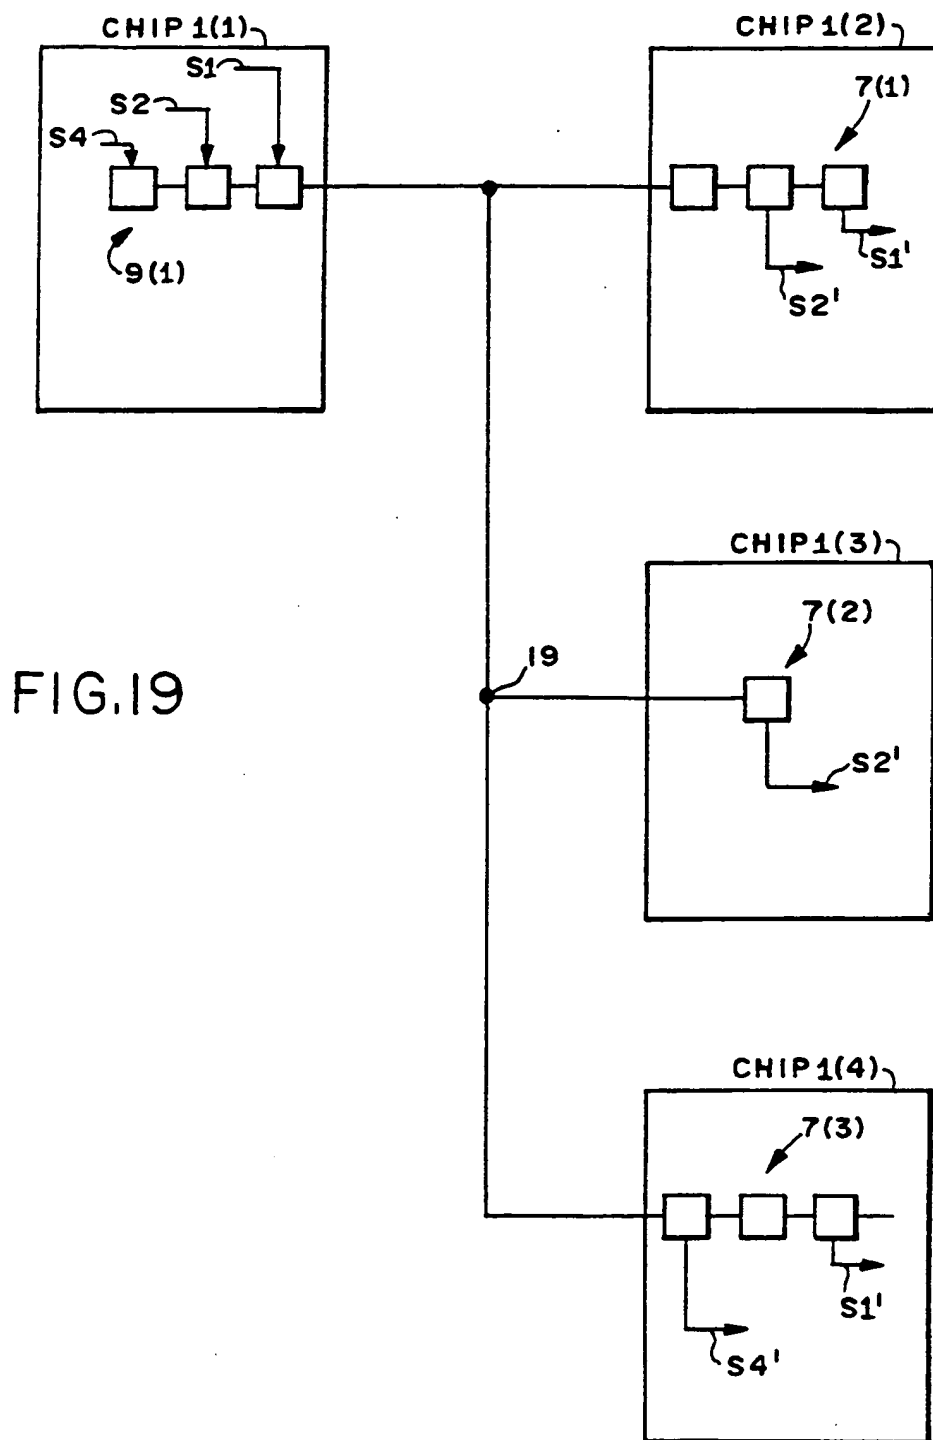 CHIP 1(1)
S1
S2
S4
9(1)
CHIP 1(2)
7(1)
S1'
S2'
CHIP 1(3)
7(2)
S2'
19
FIG.19
CHIP 1(4)
7(3)
S1'
S4'